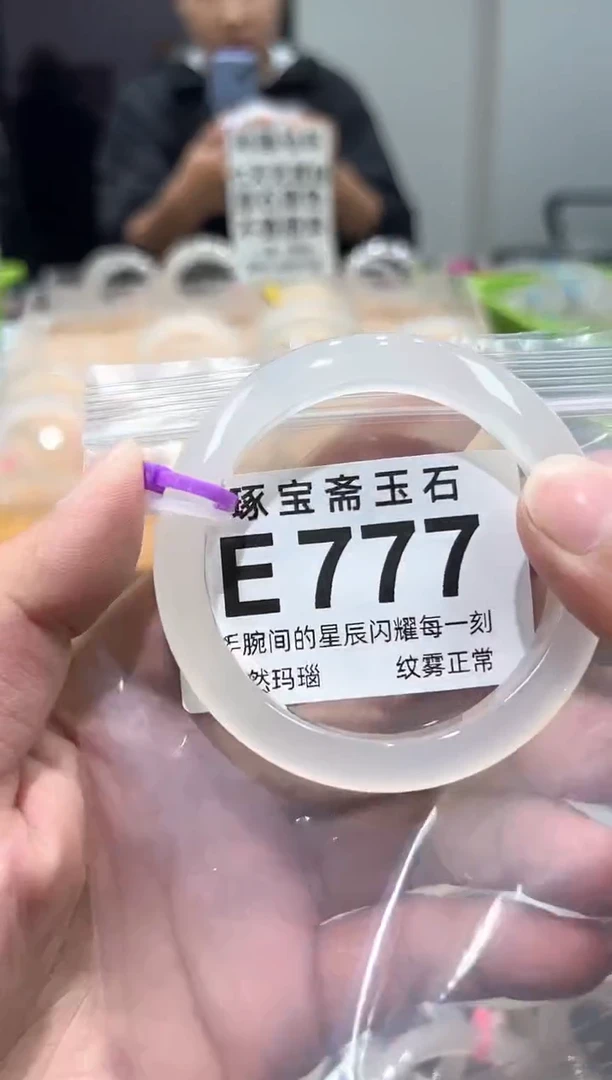 琢宝斋玉石
E777
腕间的星辰闪耀每一刻
然玛瑙 纹雾正常